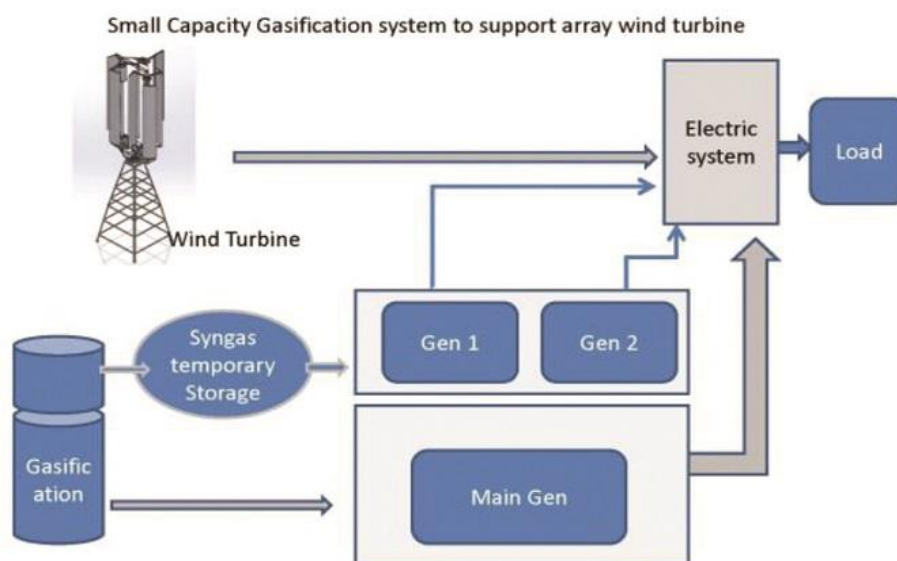 Small Capacity Gasification system to support array wind turbine
Electric
system
Load
Wind Turbine
Syngas
temporary
Storage
Gen 1
Gen 2
Gasific
ation
Main Gen